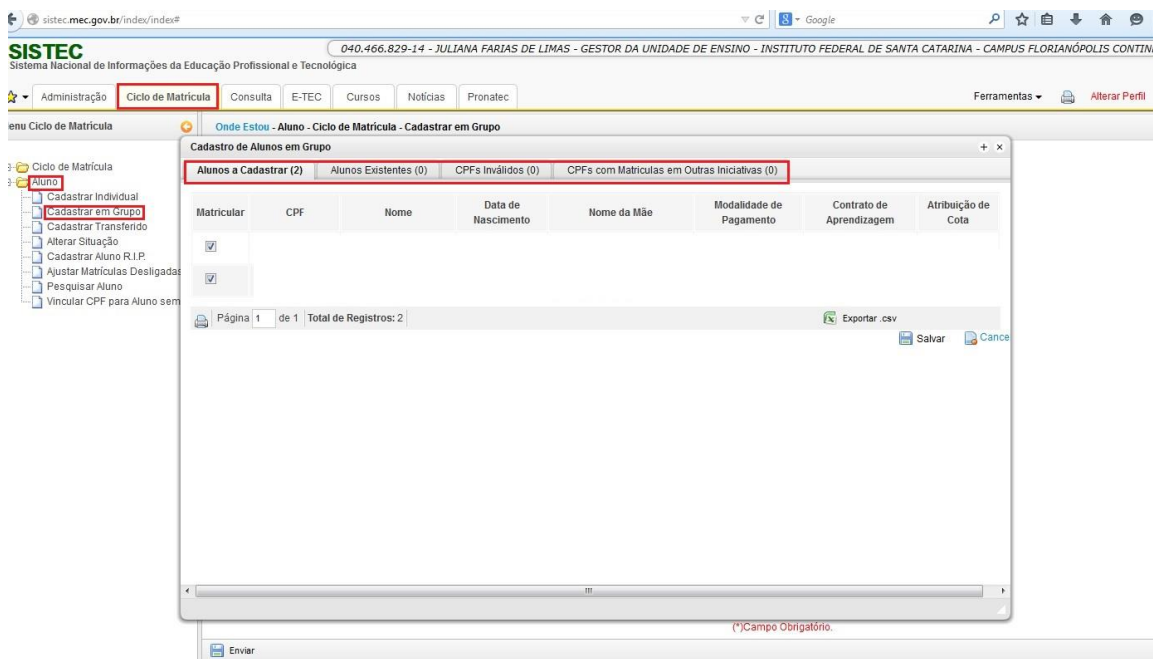 sistec.mec.gov.br/index/index#
Google
SISTEC
040.466.829-14 - JULIANA FARIAS DE LIMAS - GESTOR DA UNIDADE DE ENSINO - INSTITUTO FEDERAL DE SANTA CATARINA - CAMPUS FLORIANÓPOLIS CONTIN
Sistema Nacional de Informações da Educação Profissional e Tecnológica
Administração Ciclo de Matrícula Consulta E-TEC Cursos Notícias Pronatec Ferramentas Alterar Perfil
enu Ciclo de Matrícula
Onde Estou - Aluno - Ciclo de Matrícula - Cadastrar em Grupo
Ciclo de Matrícula
Aluno
Cadastrar Individual
Cadastrar em Grupo
Cadastrar Transferido
Alterar Situação
Cadastrar Aluno R.I.P.
Ajustar Matrículas Desligadas
Pesquisar Aluno
Vincular CPF para Aluno sem
Cadastro de Alunos em Grupo
Alunos a Cadastrar (2) Alunos Existentes (0) CPFs Inválidos (0) CPFs com Matriculas em Outras Iniciativas (0)
Matricular CPF Nome Data de Nascimento Nome da Mãe Modalidade de Pagamento Contrato de Aprendizagem Atribuição de Cota
Página 1 de 1 Total de Registros: 2 Exportar .csv
Salvar Cance
(*)Campo Obrigatório.
Enviar